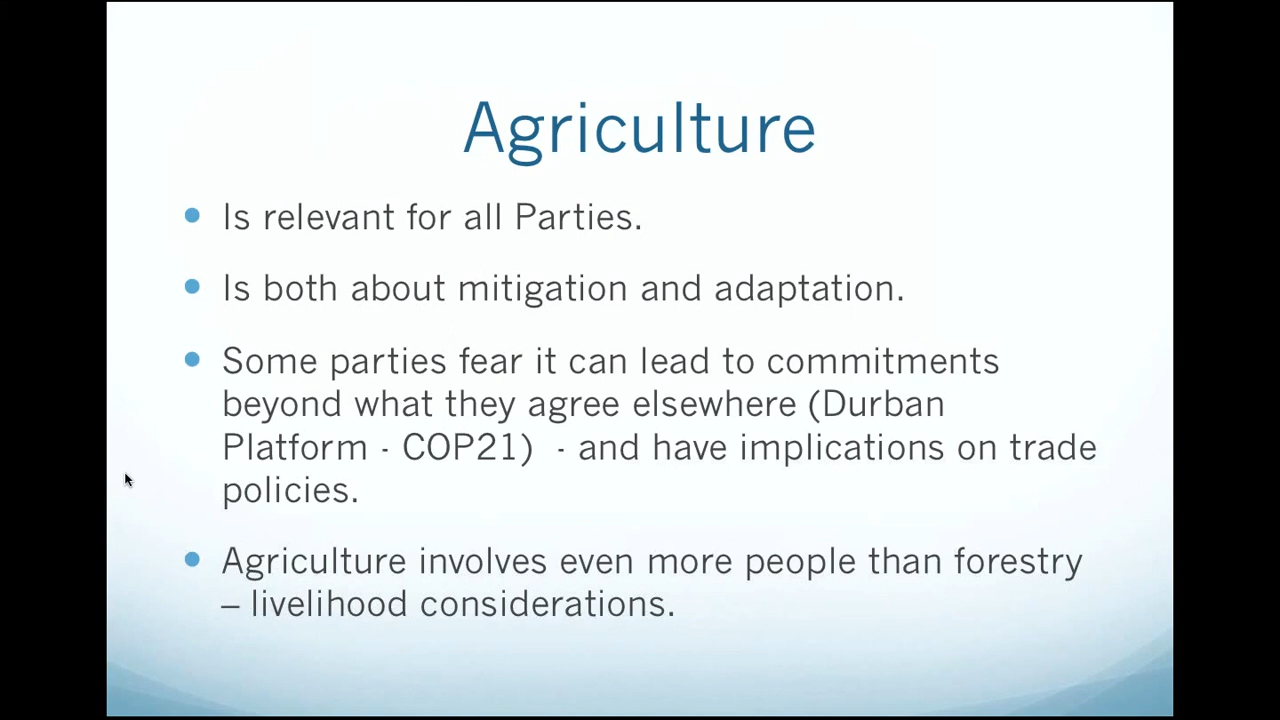 Agriculture
Is relevant for all Parties.
Is both about mitigation and adaptation.
Some parties fear it can lead to commitments
beyond what they agree elsewhere (Durban
Platform - COP21)  - and have implications on trade
policies.
Agriculture involves even more people than forestry
– livelihood considerations.